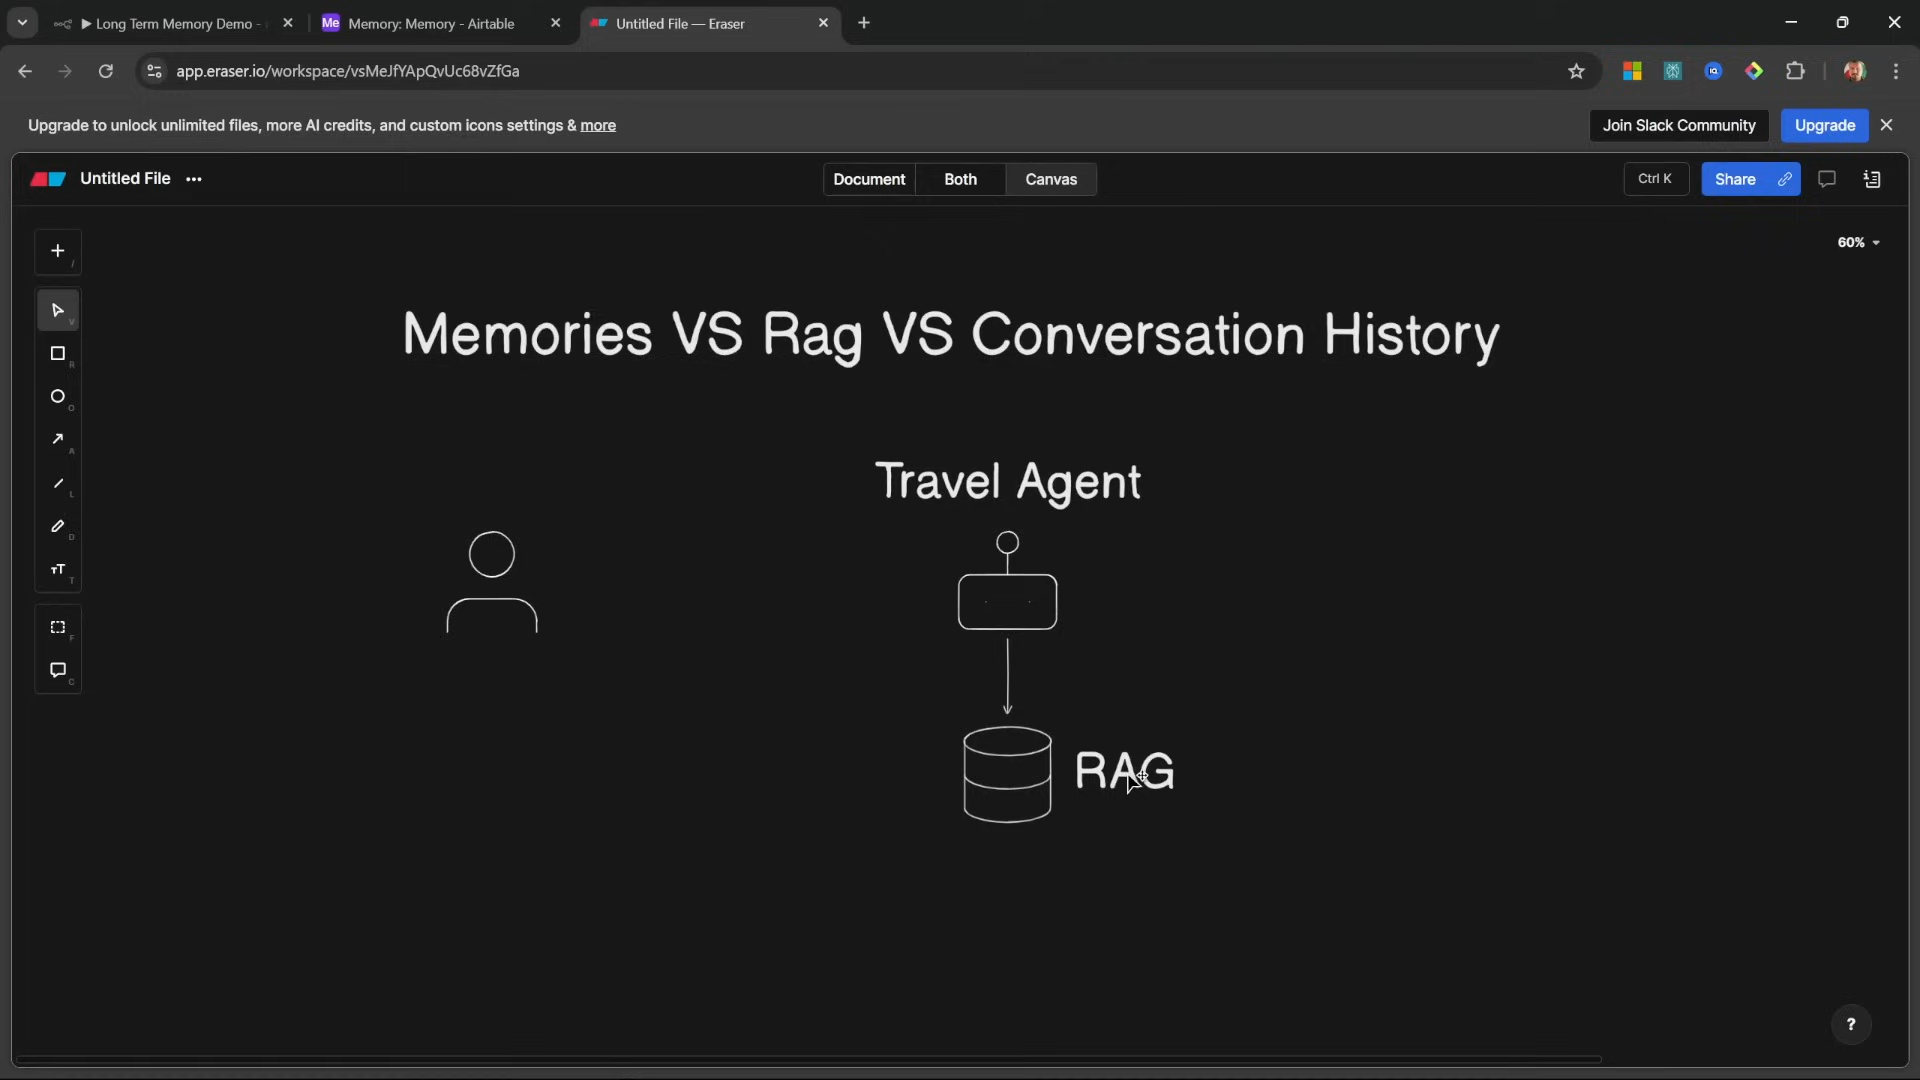 ▶ Long Term Memory Demo -
Me Memory: Memory - Airtable
Untitled File — Eraser
app.eraser.io/workspace/vsMeJfYApQvUc68vZfGa
Upgrade to unlock unlimited files, more AI credits, and custom icons settings & more
Join Slack Community
Upgrade
Untitled File
Document
Both
Canvas
Ctrl K
Share
60%
/
V
R
O
A
L
D
T
F
C
Memories VS Rag VS Conversation History
Travel Agent
RAG
?